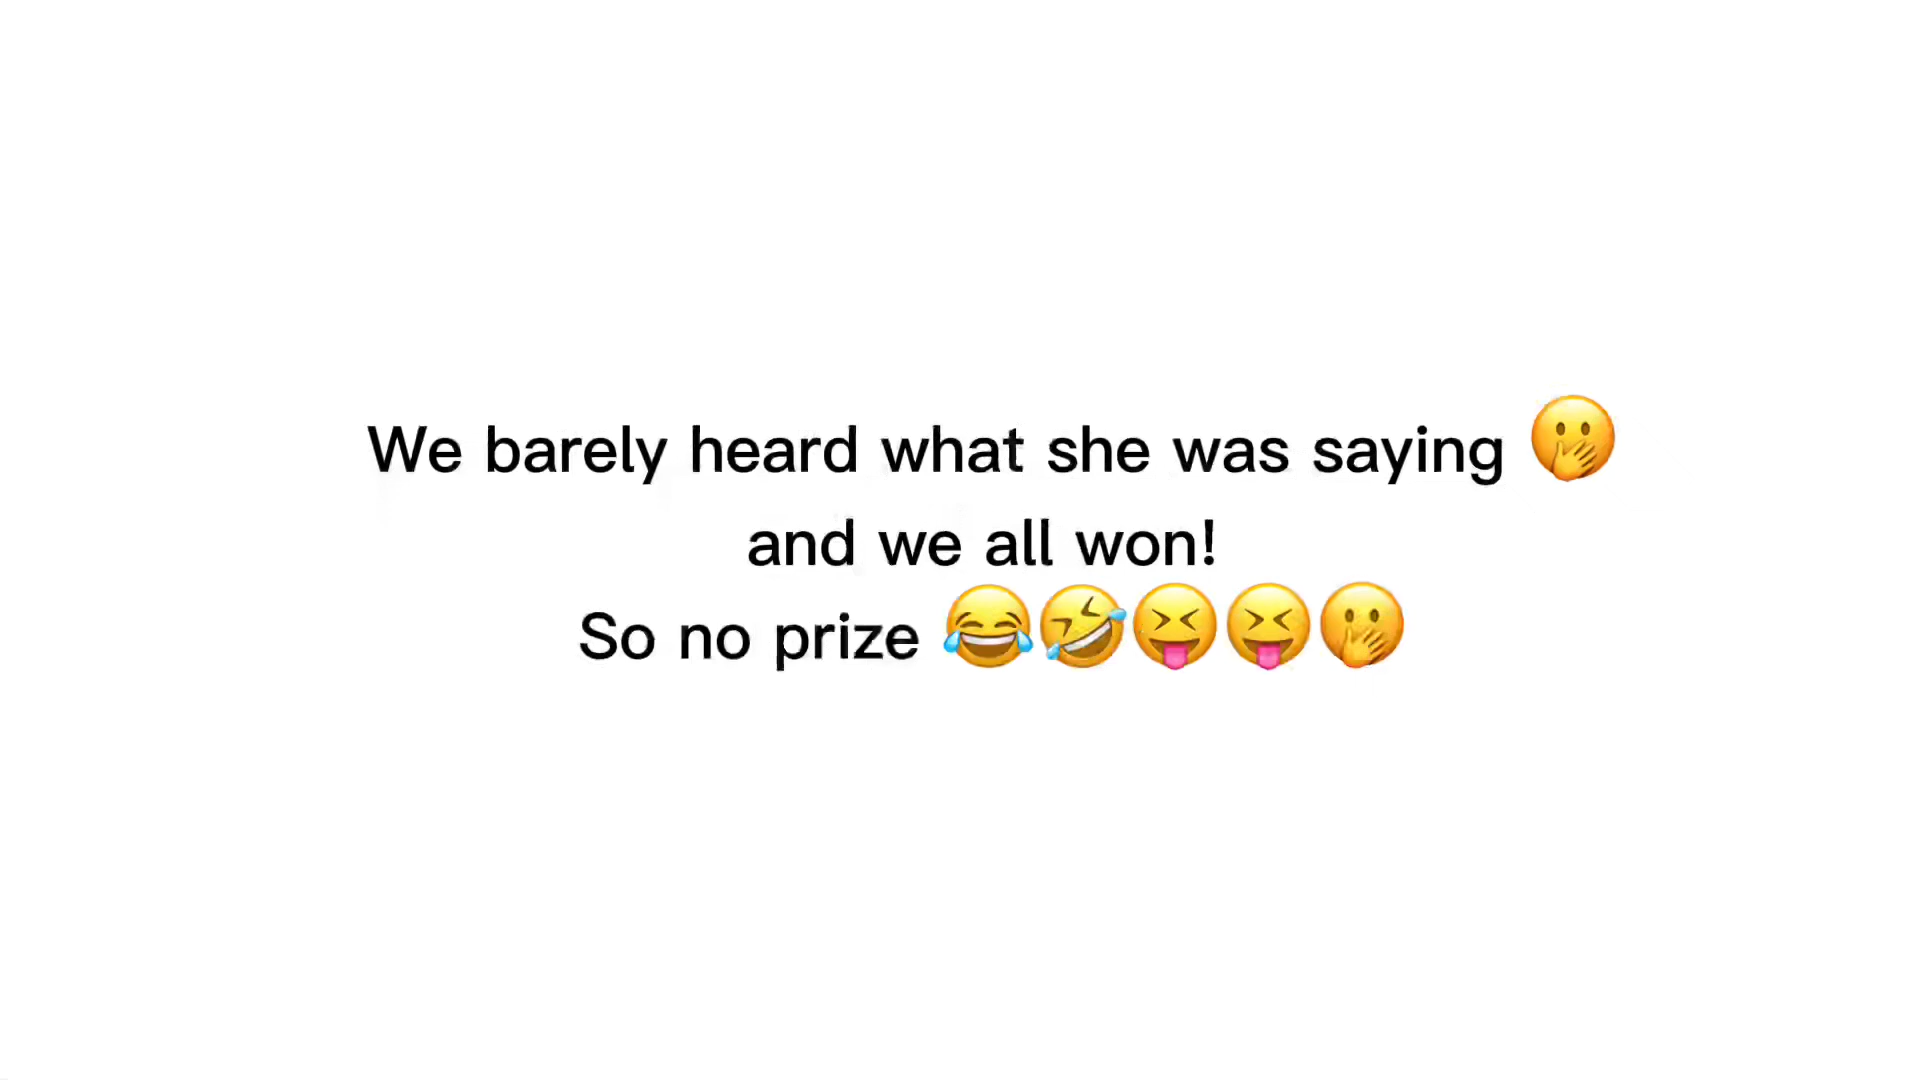 We barely heard what she was saying 🫢
and we all won!
So no prize 😂🤣😝😝🫢